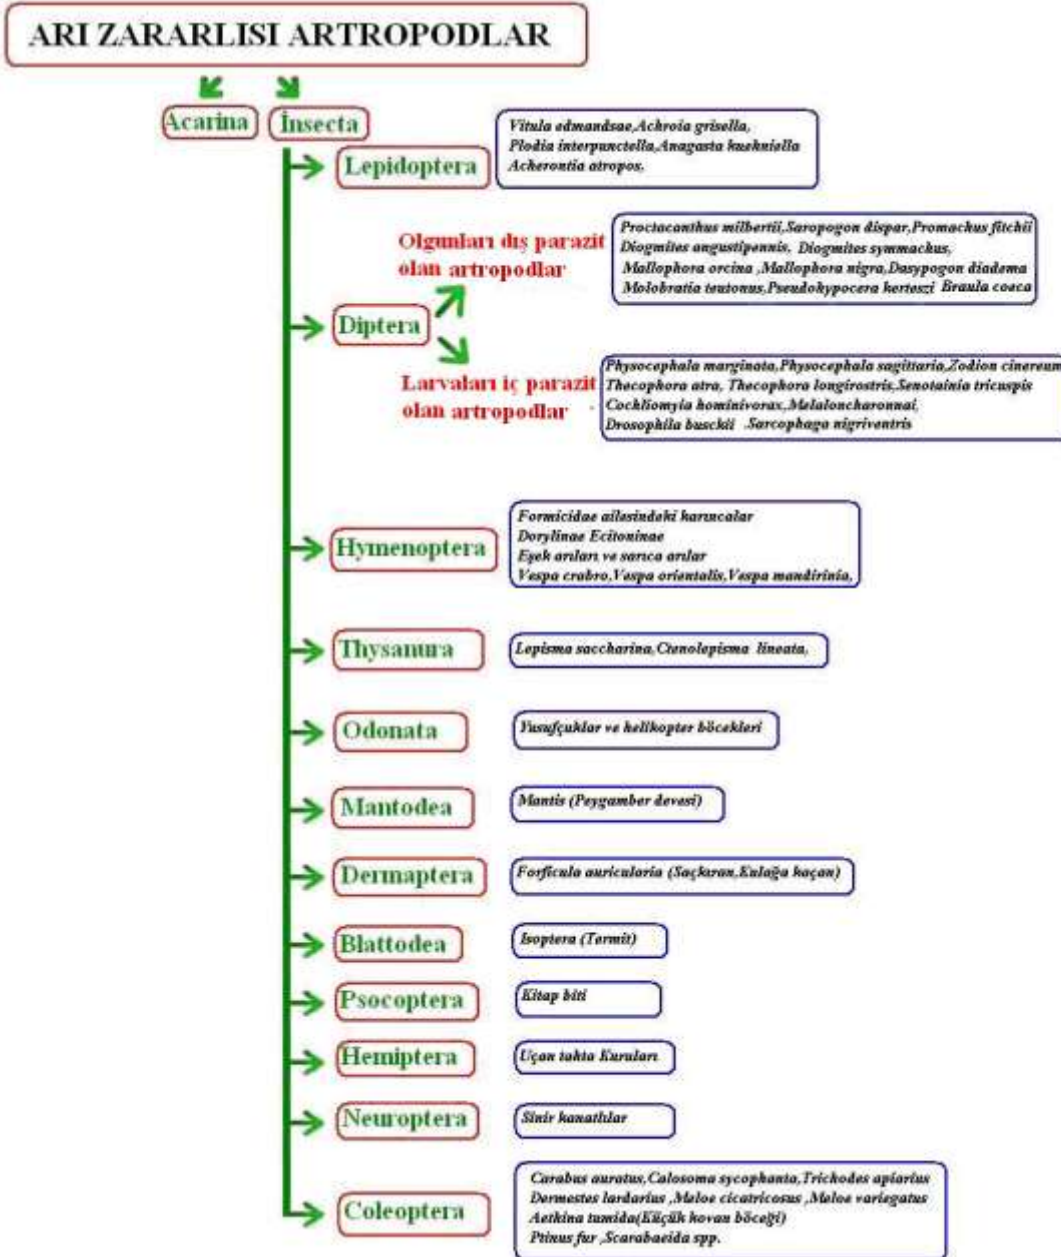 ARI ZARARLISI ARTROPODLAR
Acarina
İnsecta
Lepidoptera
Vitula edmandsae,Achroia grisella,
Plodia interpunctella,Anagasta kuehniella
Acherontia atropos,
Diptera
Olgunları dış parazit
olan artropodlar
Proctacanthus milbertii,Saropogon dispar,Promachus fitchii
Diogmites angustipennis, Diogmites symmachus,
Mallophora orcina ,Mallophora nigra,Dasypogon diadema
Molobratia teutonus,Pseudohypocera kerteszi Braula coeca
Larvaları iç parazit
olan artropodlar
Physocephala marginata,Physocephala sagittaria,Zodion cinereum
Thecophora atra, Thecophora longirostris,Senotainia tricuspis
Cochliomyia hominivorax,Melaloncharonnai,
Drosophila busckii .Sarcophaga nigriventris
Hymenoptera
Formicidae ailesindeki karıncalar
Dorylinae Ecitoninae
Eşek arıları ve sarıca arılar
Vespa crabro,Vespa orientalis,Vespa mandirinia,
Thysanura
Lepisma saccharina,Ctenolepisma lineata,
Odonata
Yusufçuklar ve helikopter böcekleri
Mantodea
Mantis (Peygamber devesi)
Dermaptera
Forficula auricularia (Saçkıran,Kulağa kaçan)
Blattodea
Isoptera (Termit)
Psocoptera
Kitap biti
Hemiptera
Uçan tahta Kuruları
Neuroptera
Sinir kanatlılar
Coleoptera
Carabus auratus,Calosoma sycophanta,Trichodes apiarius
Dermestes lardarius ,Meloe cicatricosus ,Meloe variegatus
Aethina tumida(Küçük kovan böceği)
Ptinus fur ,Scarabaeida spp.